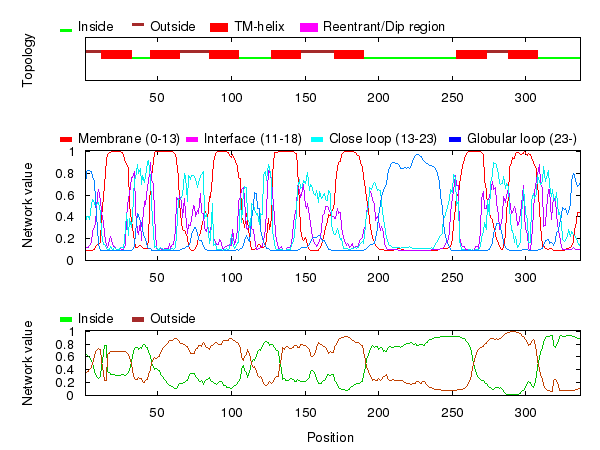 Inside Outside TM-helix Reentrant/Dip region
Topology
50 100 150 200 250 300
Membrane (0-13) Interface (11-18) Close loop (13-23) Globular loop (23-)
Network value
1
0.8
0.6
0.4
0.2
0
50 100 150 200 250 300
Inside Outside
Network value
1
0.8
0.6
0.4
0.2
0
50 100 150 200 250 300
Position